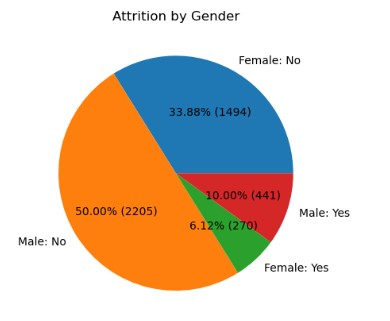 Attrition by Gender
Female: No
33.88% (1494)
10.00% (441)
50.00% (2205)
Male: Yes
6.12% (270)
Male: No
Female: Yes